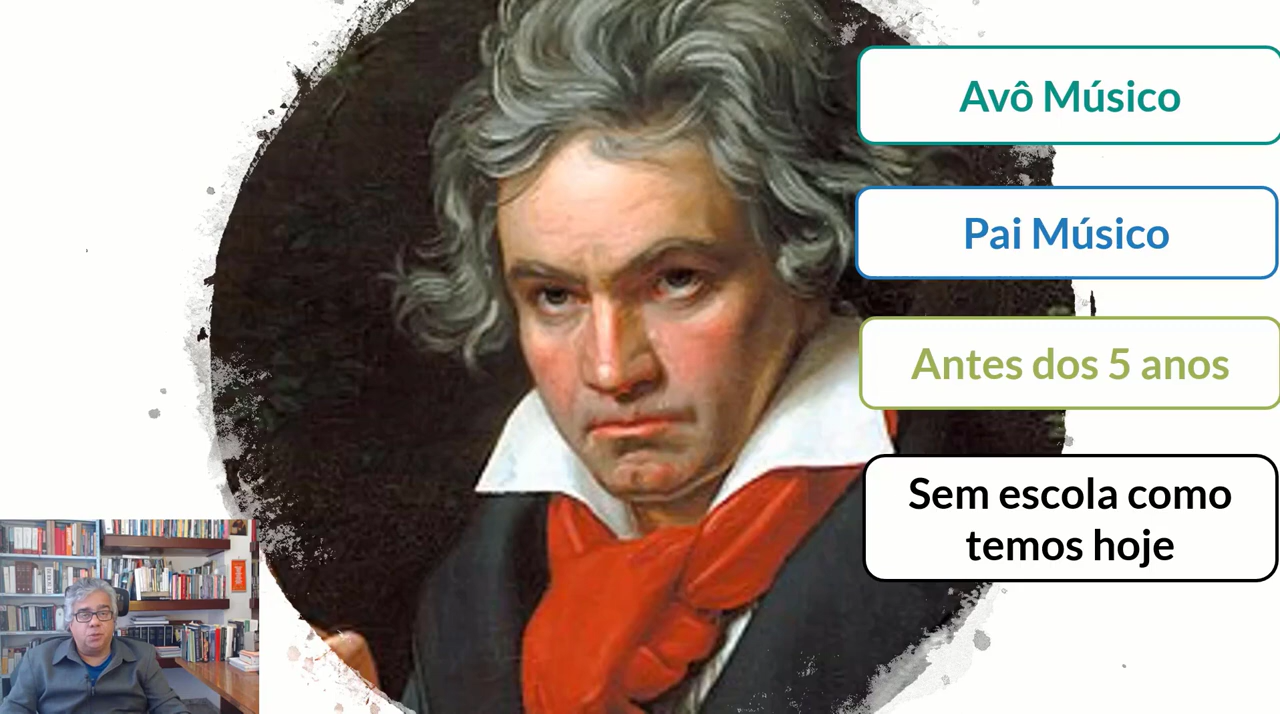 Avô Músico
Pai Músico
Antes dos 5 anos
Sem escola como
temos hoje